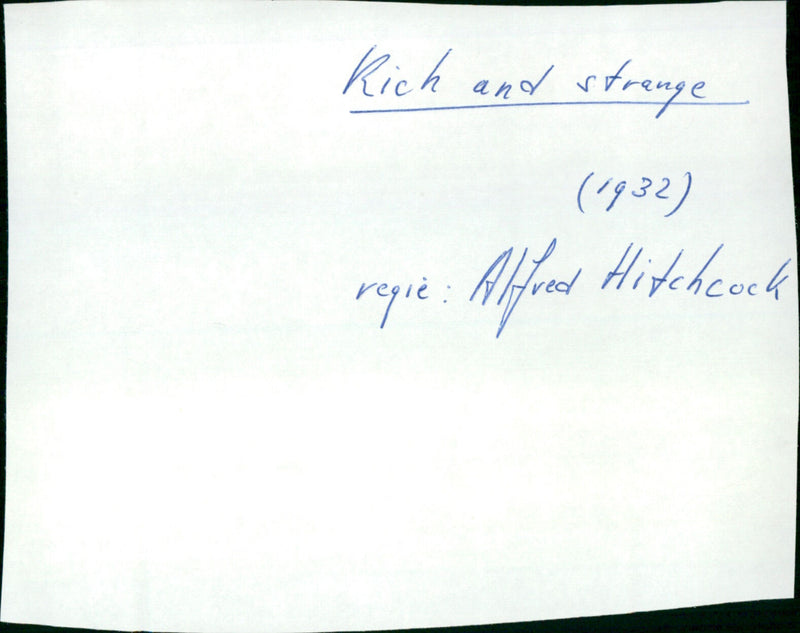 Rich and strange
(1932)
regie: Alfred Hitchcock